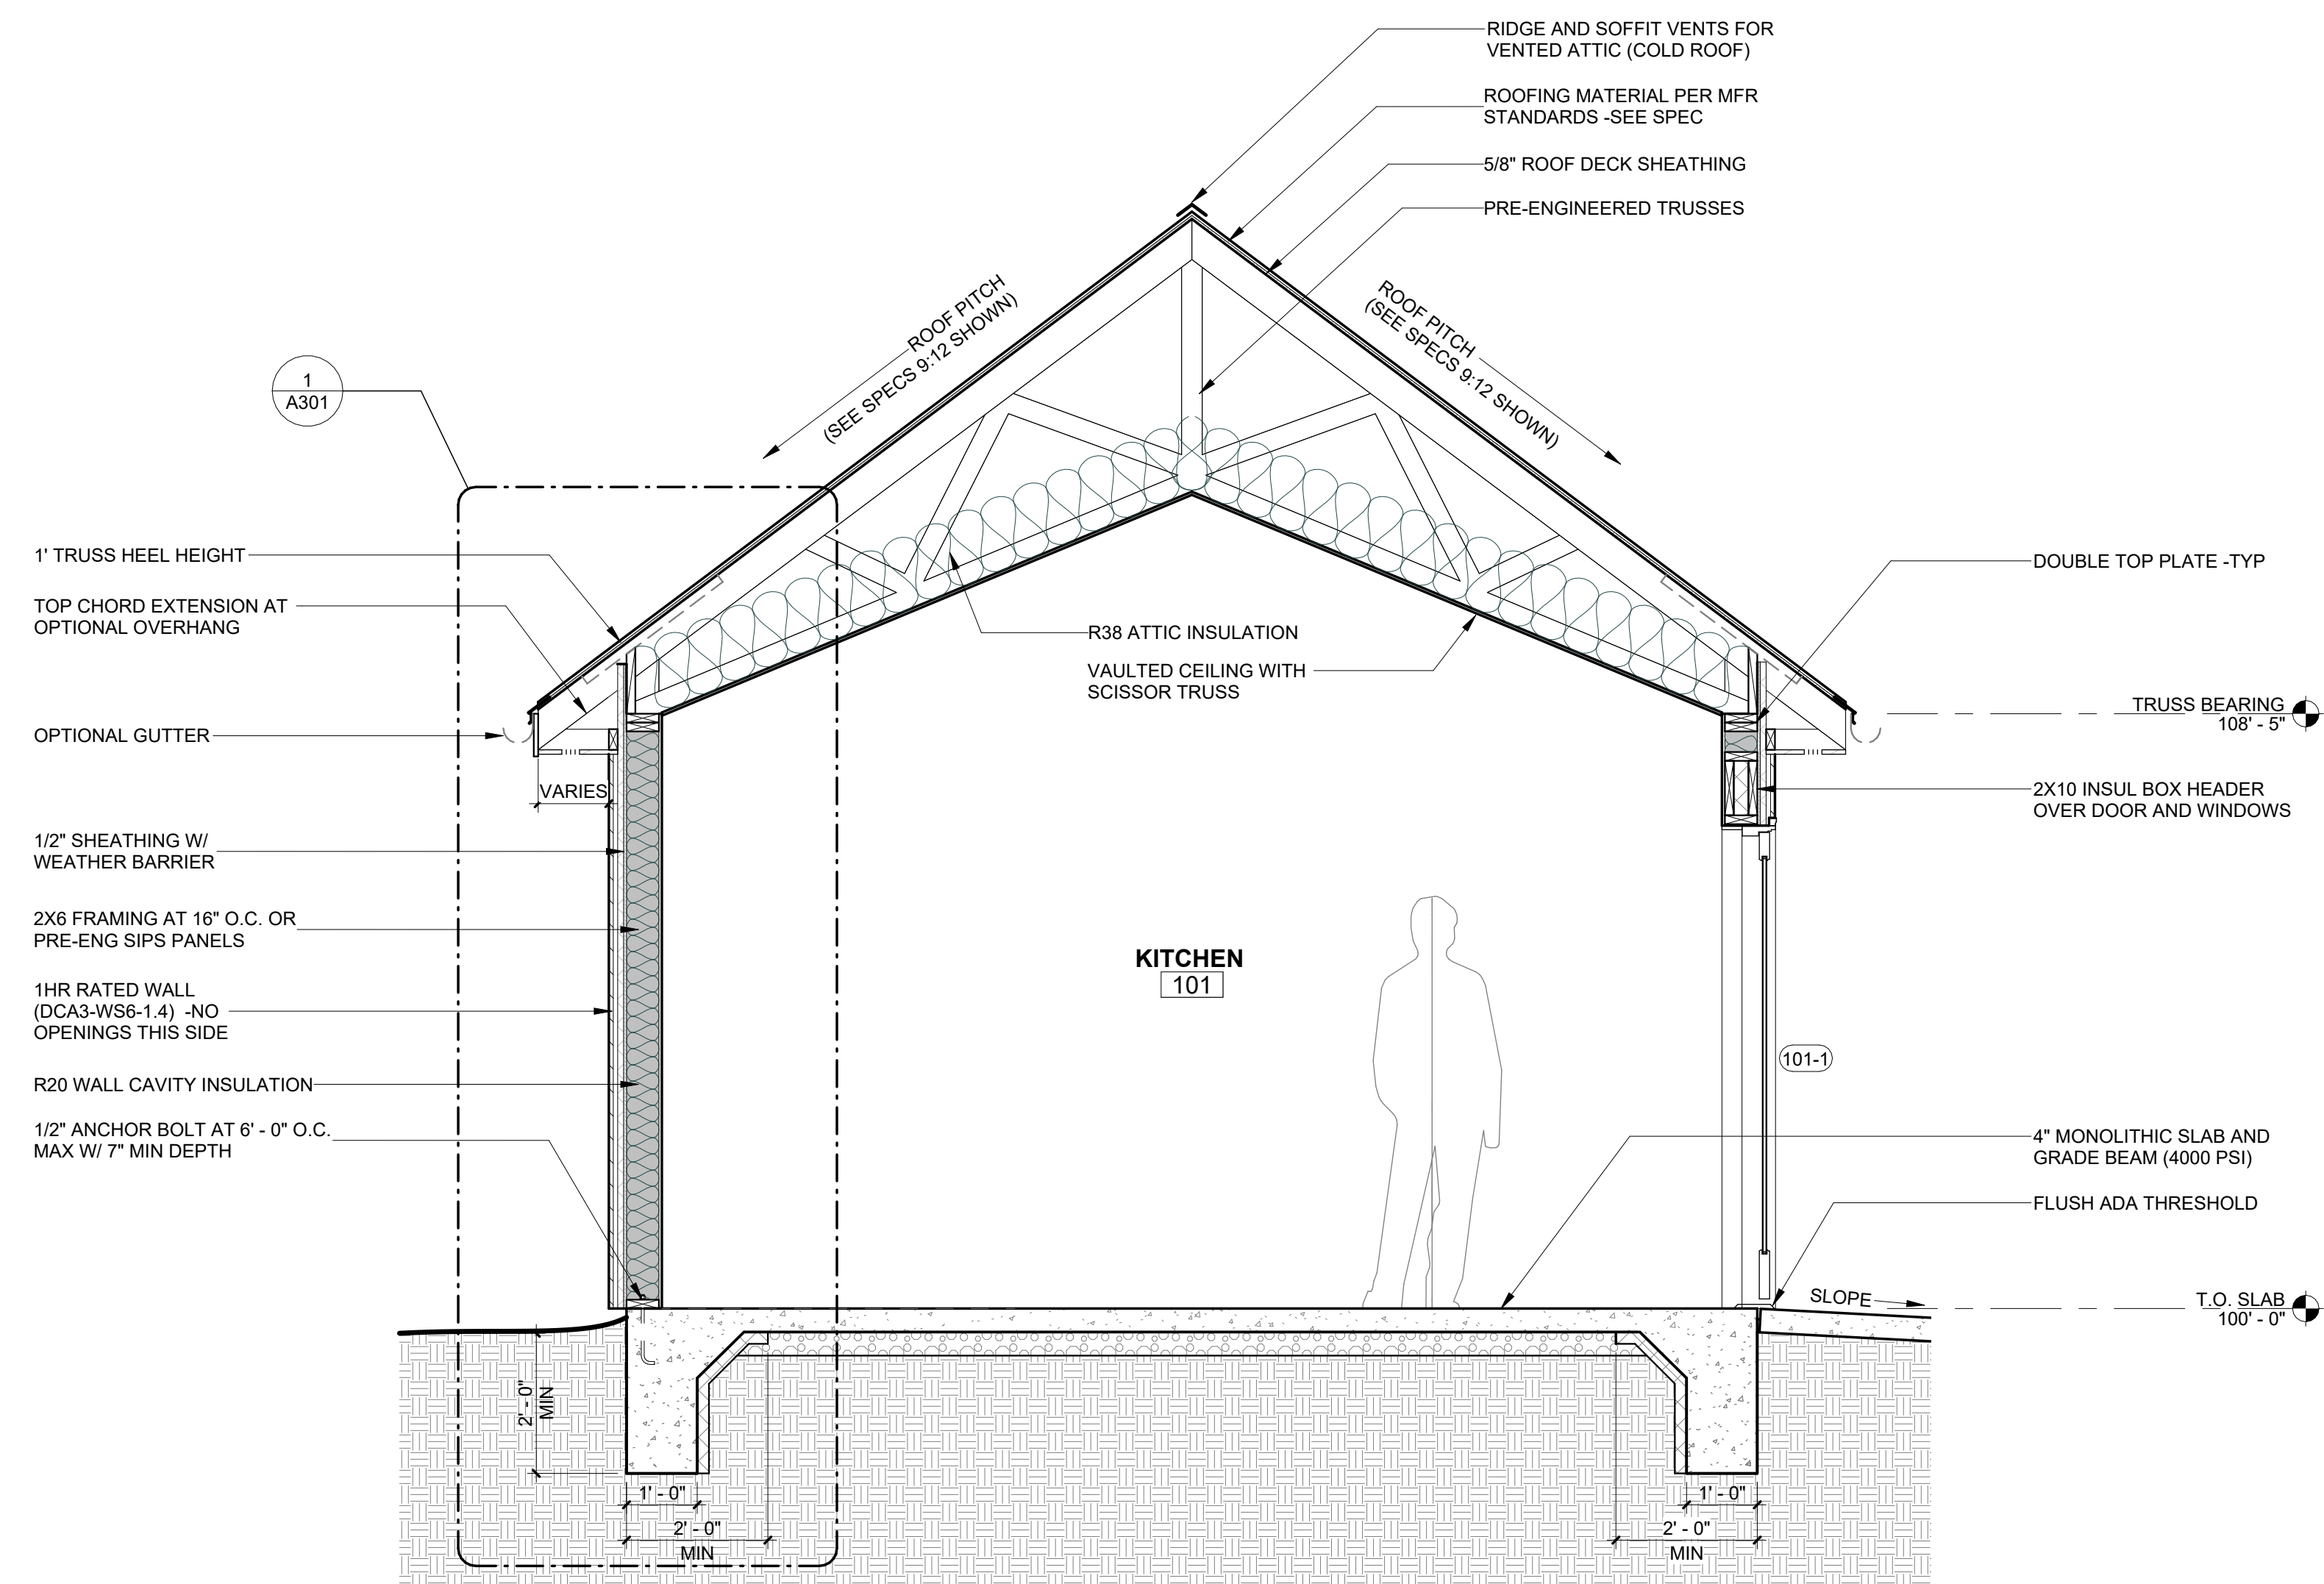 RIDGE AND SOFFIT VENTS FOR
VENTED ATTIC (COLD ROOF)
ROOFING MATERIAL PER MFR
STANDARDS -SEE SPEC
5/8" ROOF DECK SHEATHING
PRE-ENGINEERED TRUSSES
ROOF PITCH
(SEE SPECS 9:12 SHOWN)
ROOF PITCH
(SEE SPECS 9:12 SHOWN)
1
A301
1' TRUSS HEEL HEIGHT
TOP CHORD EXTENSION AT
OPTIONAL OVERHANG
OPTIONAL GUTTER
VARIES
1/2" SHEATHING W/
WEATHER BARRIER
2X6 FRAMING AT 16" O.C. OR
PRE-ENG SIPS PANELS
1HR RATED WALL
(DCA3-WS6-1.4) -NO
OPENINGS THIS SIDE
R20 WALL CAVITY INSULATION
1/2" ANCHOR BOLT AT 6' - 0" O.C.
MAX W/ 7" MIN DEPTH
R38 ATTIC INSULATION
VAULTED CEILING WITH
SCISSOR TRUSS
KITCHEN
101
101-1
DOUBLE TOP PLATE -TYP
TRUSS BEARING
108' - 5"
2X10 INSUL BOX HEADER
OVER DOOR AND WINDOWS
4" MONOLITHIC SLAB AND
GRADE BEAM (4000 PSI)
FLUSH ADA THRESHOLD
SLOPE
T.O. SLAB
100' - 0"
2' - 0"
MIN
1' - 0"
2' - 0"
MIN
1' - 0"
2' - 0"
MIN